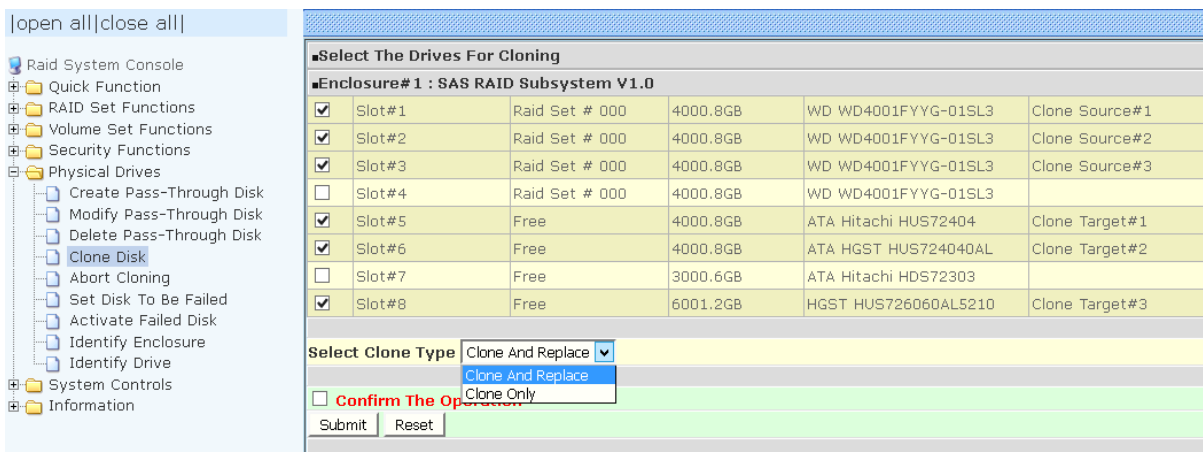 |open all|close all|
Raid System Console
Quick Function
RAID Set Functions
Volume Set Functions
Security Functions
Physical Drives
Create Pass-Through Disk
Modify Pass-Through Disk
Delete Pass-Through Disk
Clone Disk
Abort Cloning
Set Disk To Be Failed
Activate Failed Disk
Identify Enclosure
Identify Drive
System Controls
Information
Select The Drives For Cloning
Enclosure#1 : SAS RAID Subsystem V1.0
Slot#1 Raid Set # 000 4000.8GB WD WD4001FYYG-01SL3 Clone Source#1
Slot#2 Raid Set # 000 4000.8GB WD WD4001FYYG-01SL3 Clone Source#2
Slot#3 Raid Set # 000 4000.8GB WD WD4001FYYG-01SL3 Clone Source#3
Slot#4 Raid Set # 000 4000.8GB WD WD4001FYYG-01SL3
Slot#5 Free 4000.8GB ATA Hitachi HUS72404 Clone Target#1
Slot#6 Free 4000.8GB ATA HGST HUS724040AL Clone Target#2
Slot#7 Free 3000.6GB ATA Hitachi HDS72303
Slot#8 Free 6001.2GB HGST HUS726060AL5210 Clone Target#3
Select Clone Type Clone And Replace
Clone And Replace
Clone Only
Confirm The Operation
Submit Reset